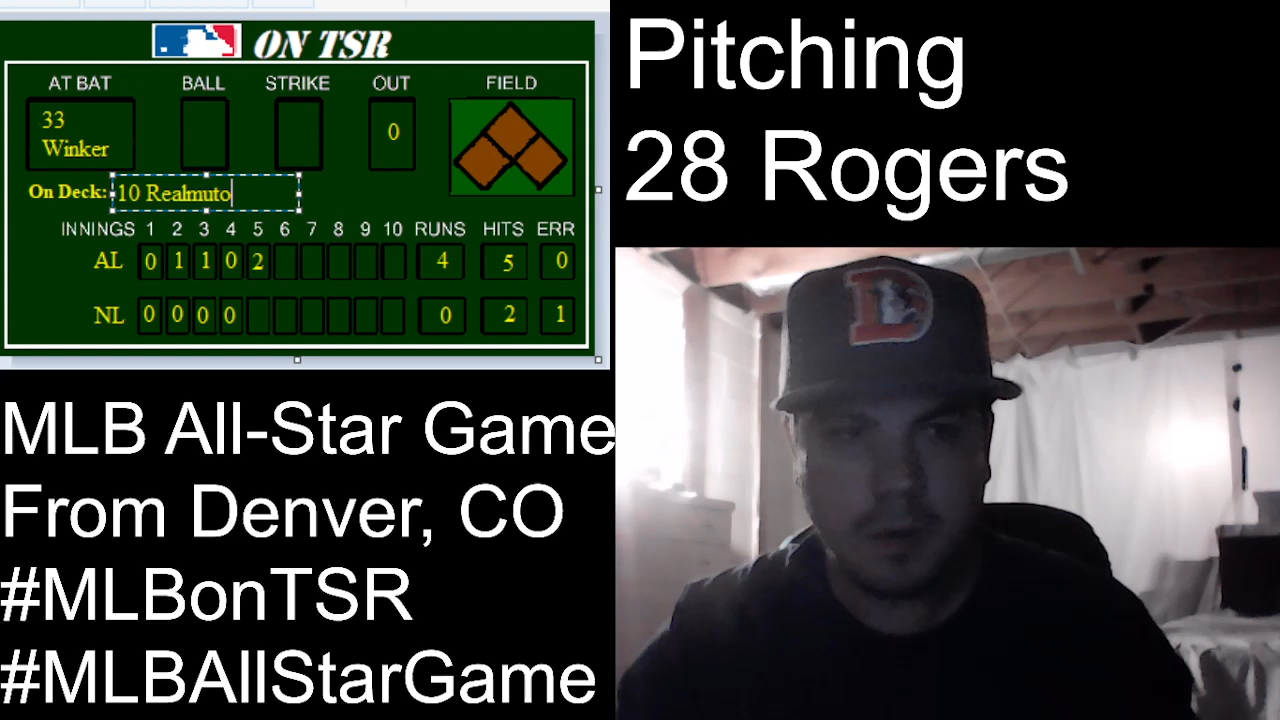 ON TSR
AT BAT BALL STRIKE OUT FIELD
33
Winker
0
On Deck: 10 Realmuto
INNINGS 1 2 3 4 5 6 7 8 9 10 RUNS HITS ERR
AL 0 1 1 0 2 4 5 0
NL 0 0 0 0 0 2 1
Pitching
28 Rogers
D
MLB All-Star Game
From Denver, CO
#MLBonTSR
#MLBAllStarGame